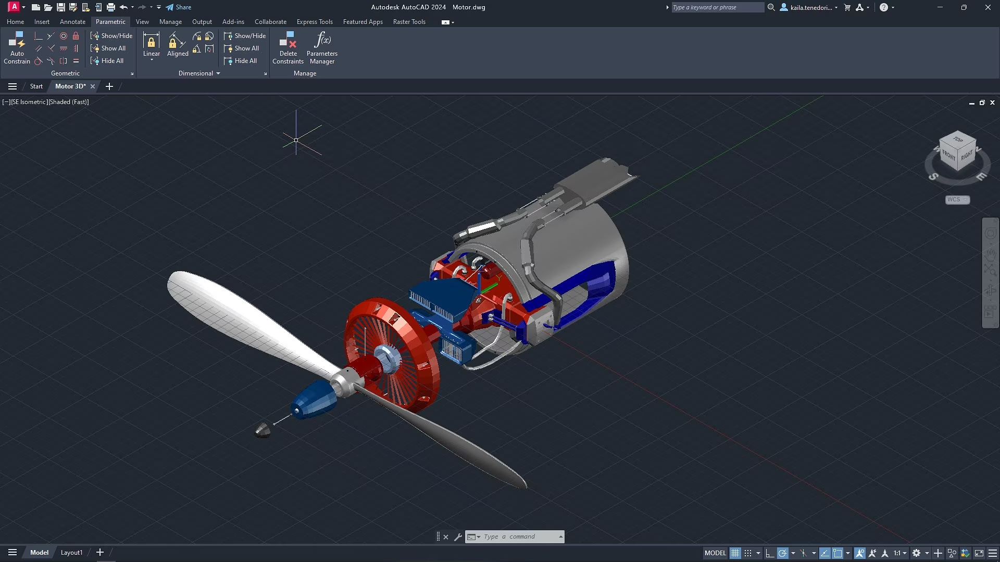 A Share Autodesk AutoCAD 2024 Motor.dwg Type a keyword or phrase kaila.tenedori... ?
Home Insert Annotate Parametric View Manage Output Add-ins Collaborate Express Tools Featured Apps Raster Tools
Auto
Constrain
Show/Hide
Show All
Hide All
Geometric
Linear
Aligned
Show/Hide
Show All
Hide All
Dimensional
Delete
Constraints
f(x)
Parameters
Manager
Manage
Start Motor 3D*
[−][SE Isometric][Shaded (Fast)]
TOP
FRONT RIGHT
W N
S E
WCS
Y
Type a command
Model Layout1 MODEL 1:1